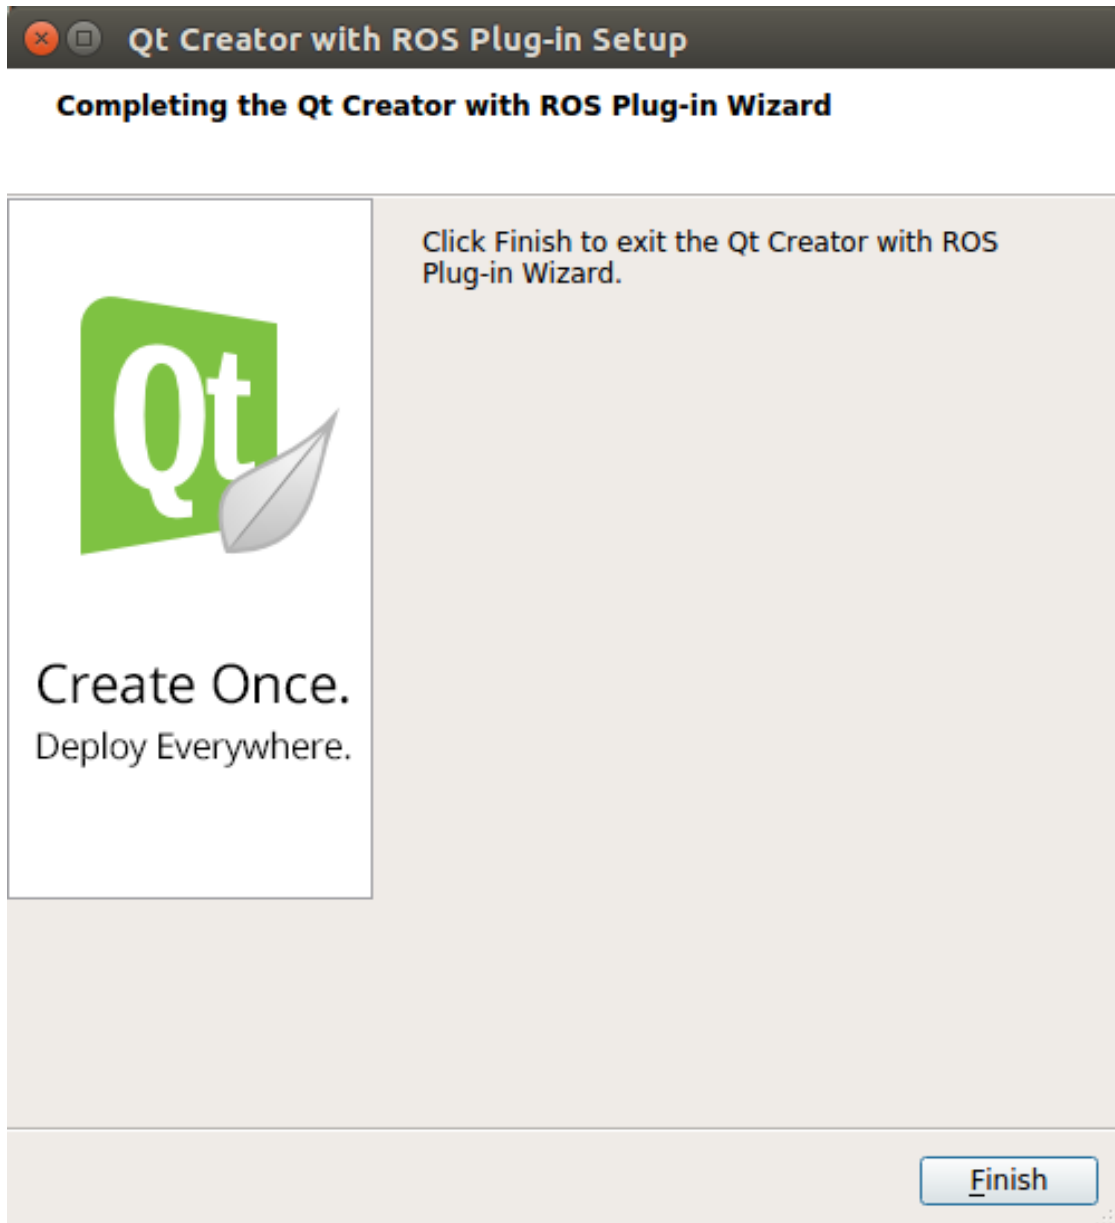 Qt Creator with ROS Plug-in Setup
Completing the Qt Creator with ROS Plug-in Wizard
Click Finish to exit the Qt Creator with ROS
Plug-in Wizard.
Qt
Create Once.
Deploy Everywhere.
Finish